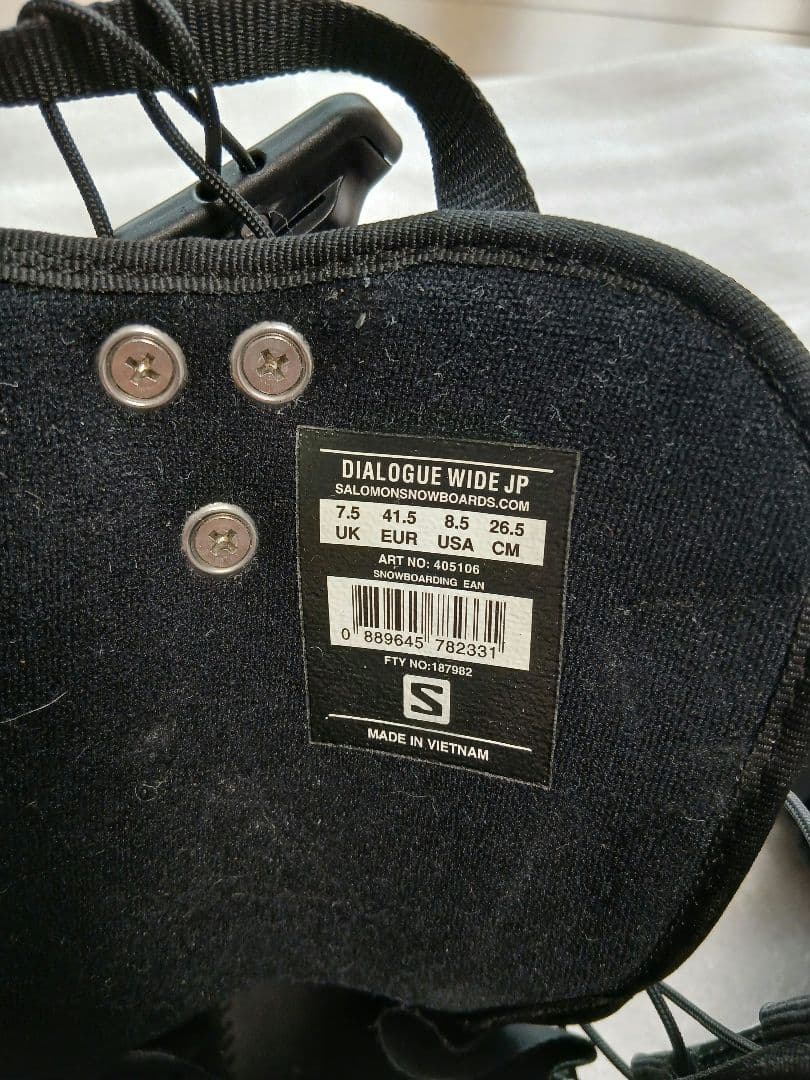 DIALOGUE WIDE JP
SALOMONSNOWBOARDS.COM
7.5 41.5 8.5 26.5
UK EUR USA CM
ART NO: 405106
SNOWBOARDING EAN
0 889645 782331
FTY NO:187982
S
MADE IN VIETNAM